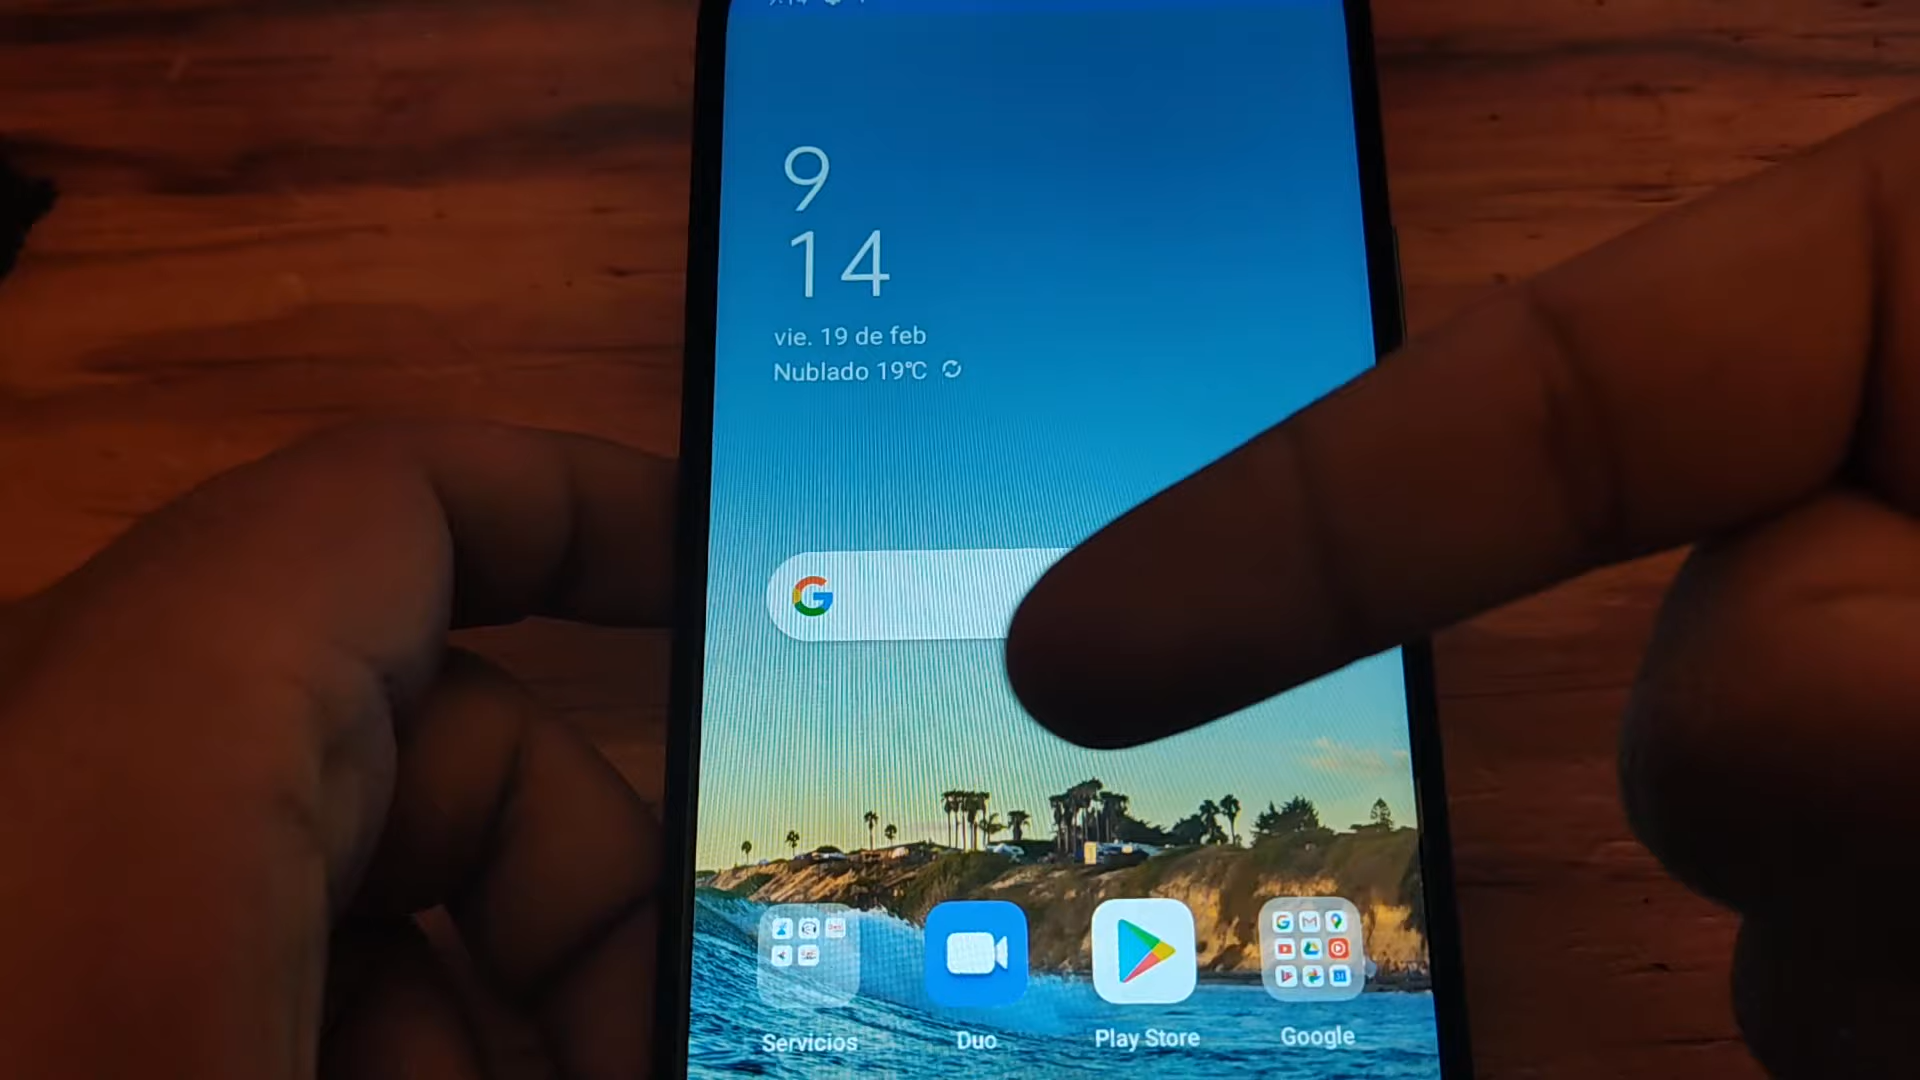 9
14
vie. 19 de feb
Nublado 19°C
G
Servicios
Duo
Play Store
Google